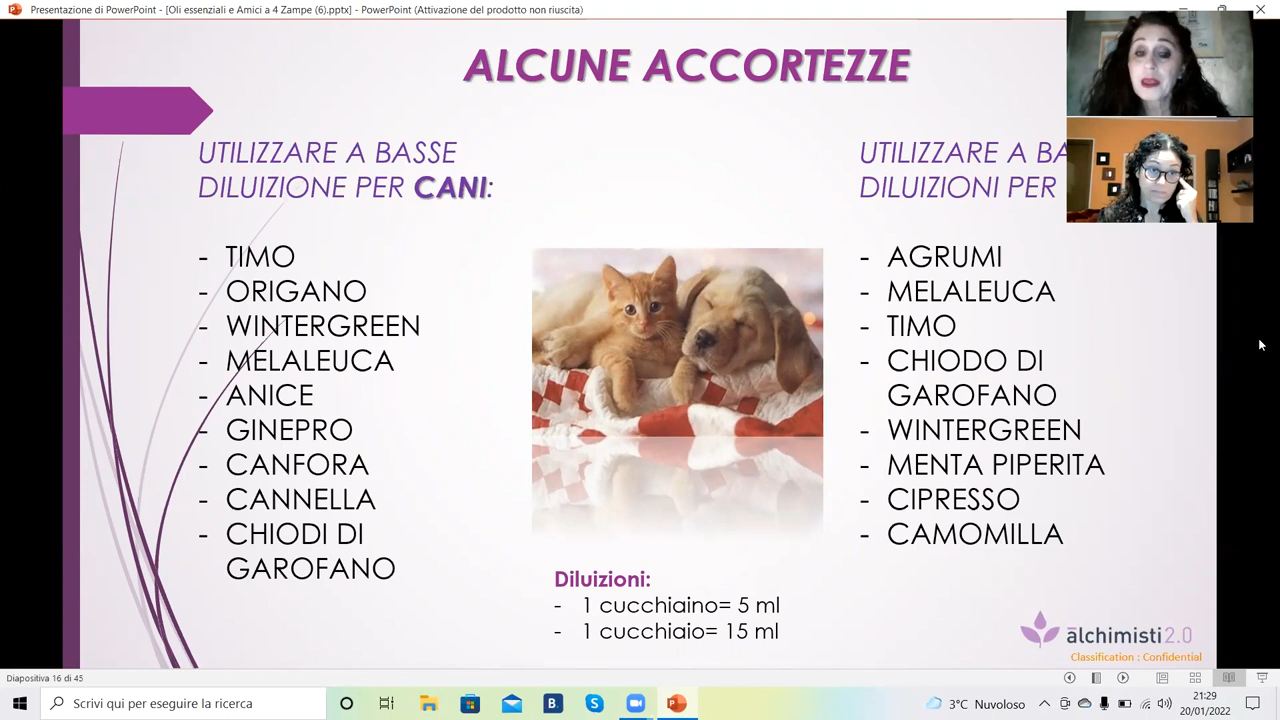 Presentazione di PowerPoint - [Oli essenziali e Amici a 4 Zampe (6).pptx] - PowerPoint (Attivazione del prodotto non riuscita)
ALCUNE ACCORTEZZE
UTILIZZARE A BASSE
DILUIZIONE PER CANI:
- TIMO
- ORIGANO
- WINTERGREEN
- MELALEUCA
- ANICE
- GINEPRO
- CANFORA
- CANNELLA
- CHIODI DI
GAROFANO
UTILIZZARE A BA
DILUIZIONI PER
- AGRUMI
- MELALEUCA
- TIMO
- CHIODO DI
GAROFANO
- WINTERGREEN
- MENTA PIPERITA
- CIPRESSO
- CAMOMILLA
Diluizioni:
- 1 cucchiaino= 5 ml
- 1 cucchiaio= 15 ml
alchimisti2.0
Classification : Confidential
Diapositiva 16 di 45
Scrivi qui per eseguire la ricerca
B.
3°C Nuvoloso
21:29
20/01/2022